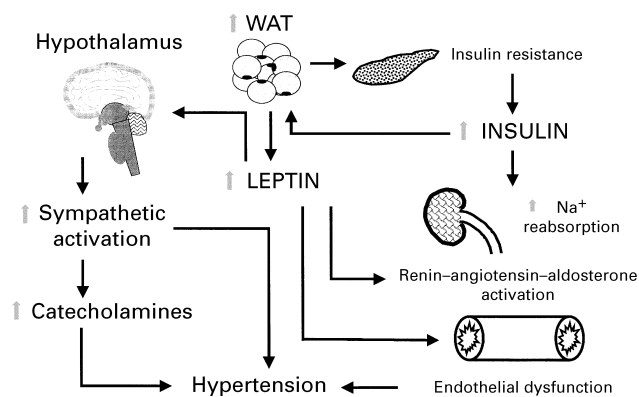 WAT
Hypothalamus
Insulin resistance
INSULIN
LEPTIN
Na⁺
reabsorption
Sympathetic
activation
Renin–angiotensin–aldosterone
activation
Catecholamines
Hypertension
Endothelial dysfunction